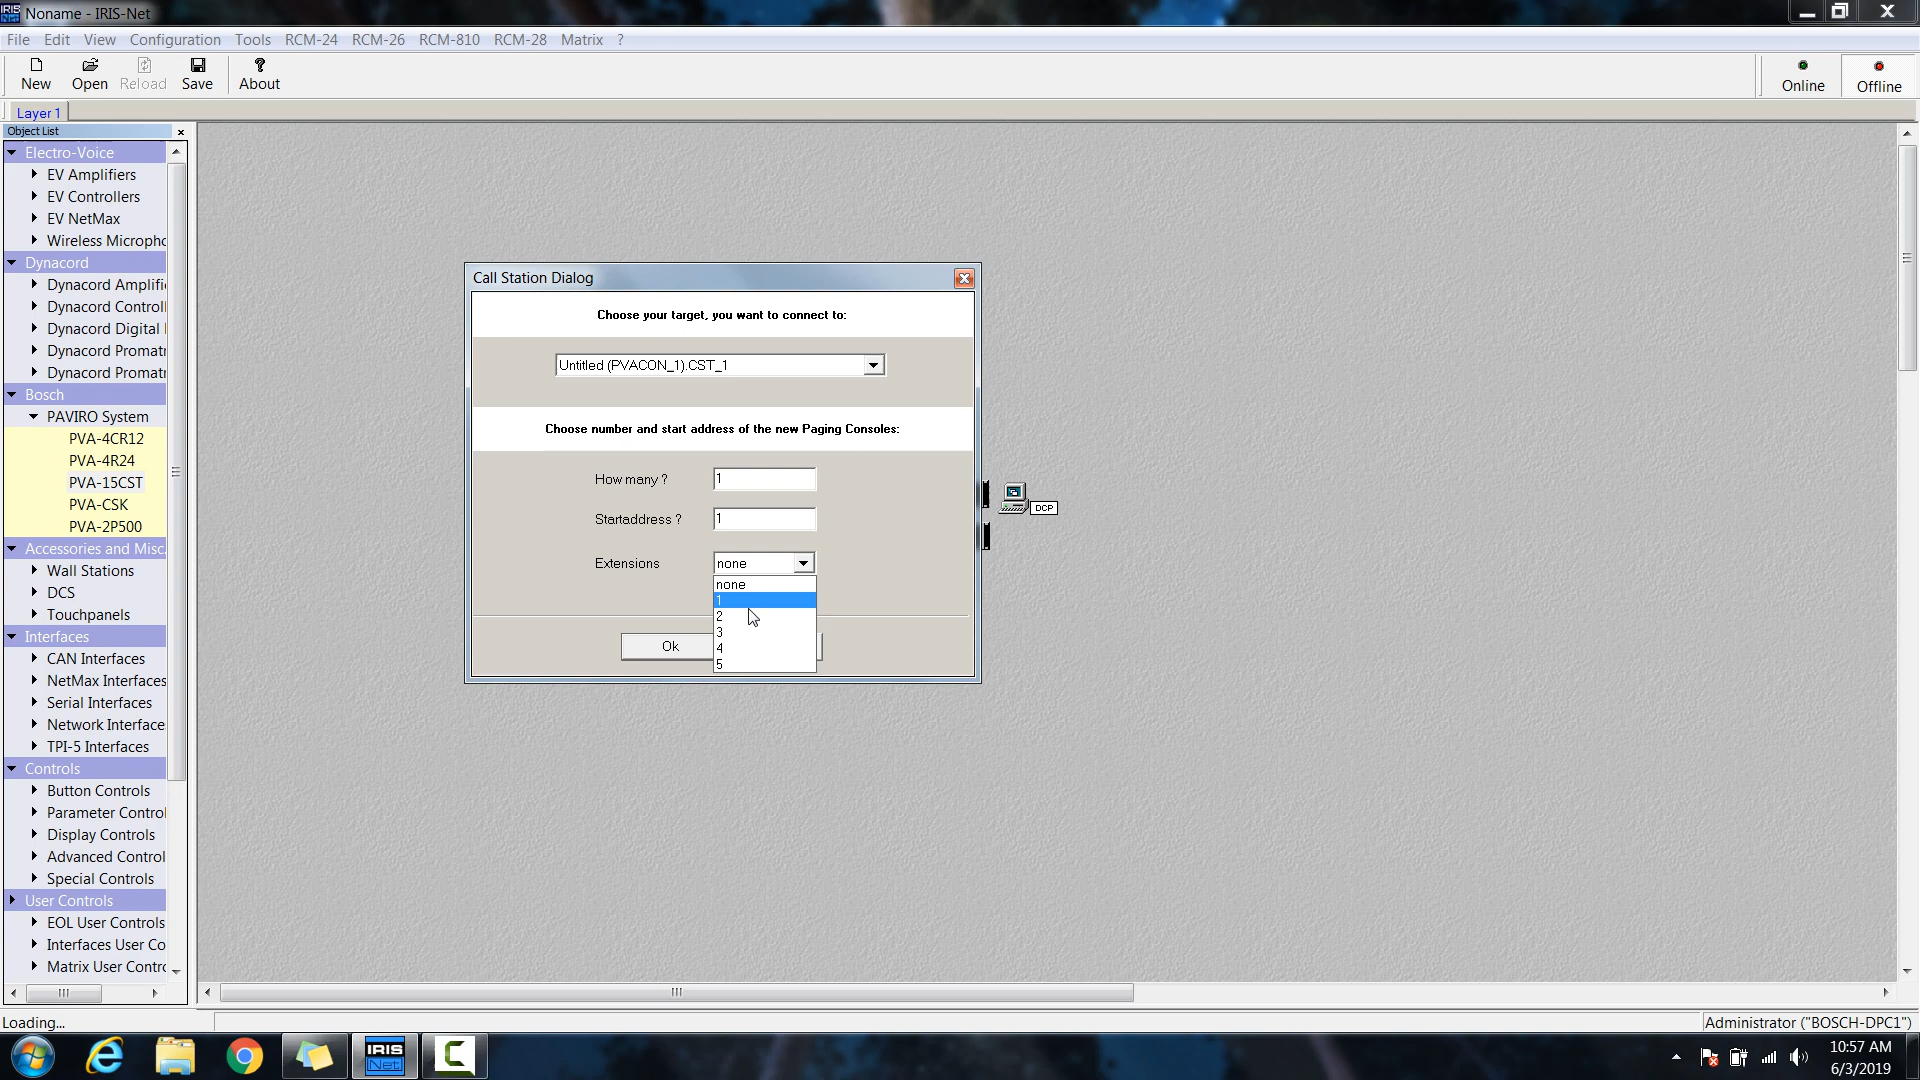 IRIS Net
Noname - IRIS-Net
File Edit View Configuration Tools RCM-24 RCM-26 RCM-810 RCM-28 Matrix ?
New Open Reload Save About
Online Offline
Layer 1
Object List
Electro-Voice
EV Amplifiers
EV Controllers
EV NetMax
Wireless Micropho
Dynacord
Dynacord Amplifi
Dynacord Control
Dynacord Digital
Dynacord Promat
Dynacord Promat
Bosch
PAVIRO System
PVA-4CR12
PVA-4R24
PVA-15CST
PVA-CSK
PVA-2P500
Accessories and Misc.
Wall Stations
DCS
Touchpanels
Interfaces
CAN Interfaces
NetMax Interfaces
Serial Interfaces
Network Interface
TPI-5 Interfaces
Controls
Button Controls
Parameter Control
Display Controls
Advanced Control
Special Controls
User Controls
EOL User Controls
Interfaces User Co
Matrix User Contro
Call Station Dialog
Choose your target, you want to connect to:
Untitled (PVACON_1).CST_1
Choose number and start address of the new Paging Consoles:
How many ? 1
Startaddress ? 1
Extensions none
none
1
2
3
4
5
Ok
DCP
Loading...
Administrator ("BOSCH-DPC1")
IRIS Net
10:57 AM
6/3/2019